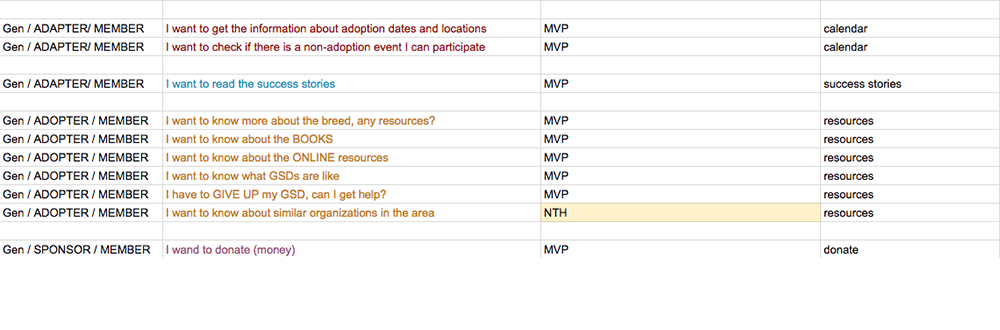 Gen / ADAPTER/ MEMBER I want to get the information about adoption dates and locations MVP calendar
Gen / ADAPTER/ MEMBER I want to check if there is a non-adoption event I can participate MVP calendar
Gen / ADAPTER/ MEMBER I want to read the success stories MVP success stories
Gen / ADOPTER / MEMBER I want to know more about the breed, any resources? MVP resources
Gen / ADOPTER / MEMBER I want to know about the BOOKS MVP resources
Gen / ADOPTER / MEMBER I want to know about the ONLINE resources MVP resources
Gen / ADOPTER / MEMBER I want to know what GSDs are like MVP resources
Gen / ADOPTER / MEMBER I have to GIVE UP my GSD, can I get help? MVP resources
Gen / ADOPTER / MEMBER I want to know about similar organizations in the area NTH resources
Gen / SPONSOR / MEMBER I wand to donate (money) MVP donate